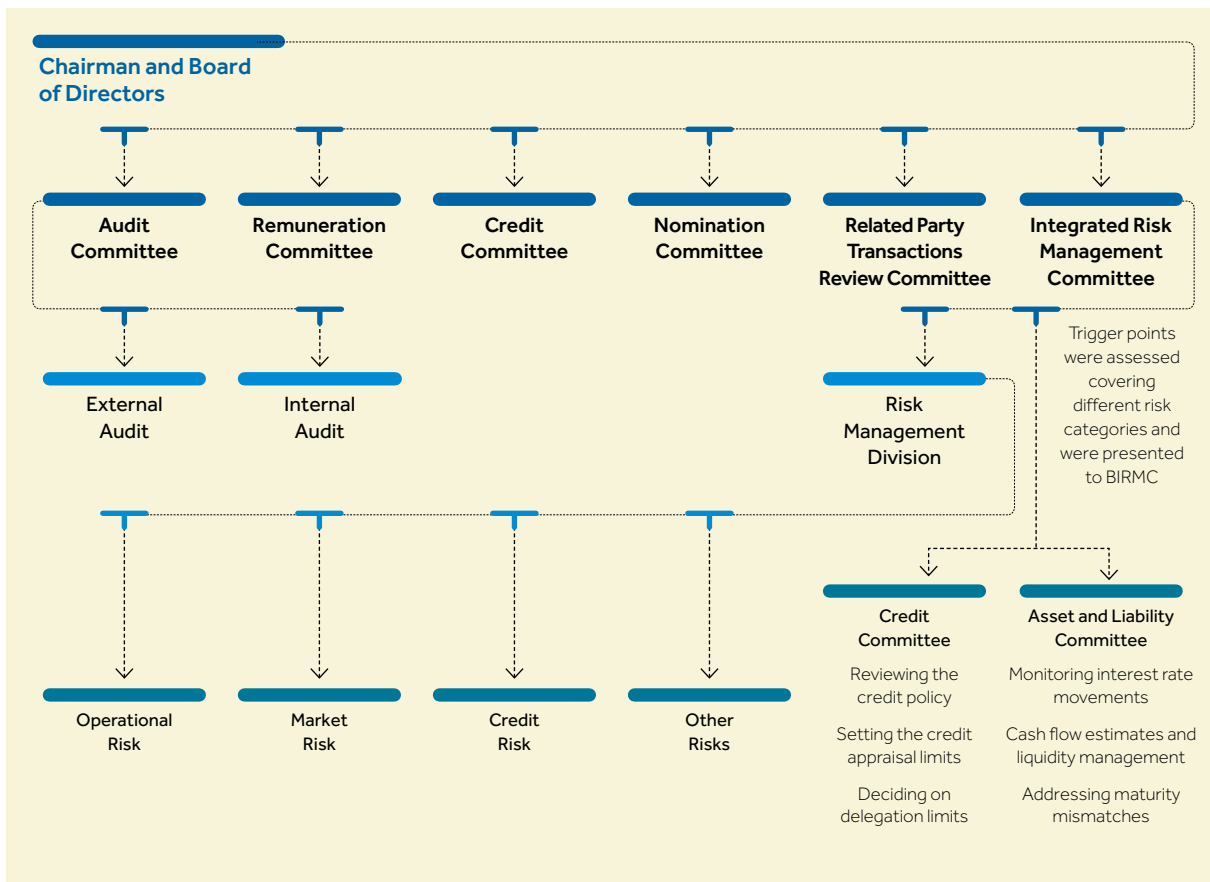 Chairman and Board
of Directors
Audit
Committee
Remuneration
Committee
Credit
Committee
Nomination
Committee
Related Party
Transactions
Review Committee
Integrated Risk
Management
Committee
External
Audit
Internal
Audit
Risk
Management
Division
Trigger points
were assessed
covering
different risk
categories and
were presented
to BIRMC
Operational
Risk
Market
Risk
Credit
Risk
Other
Risks
Credit
Committee
Reviewing the
credit policy
Setting the credit
appraisal limits
Deciding on
delegation limits
Asset and Liability
Committee
Monitoring interest rate
movements
Cash flow estimates and
liquidity management
Addressing maturity
mismatches